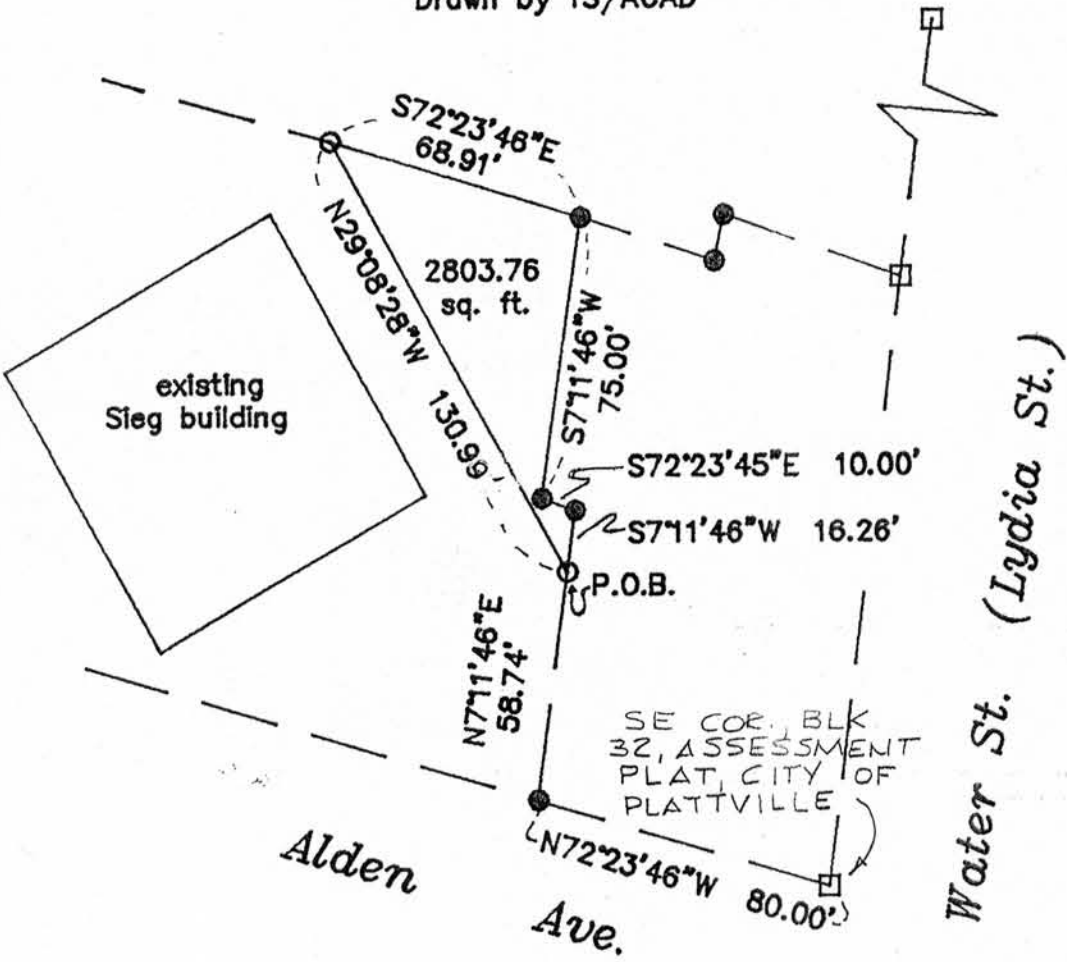 Drawn by TS/ACAD
S72°23'46"E
68.91'
N29°08'28"W 130.99
2803.76
sq. ft.
S7°11'46"W
75.00'
existing
Sieg building
S72°23'45"E 10.00'
S7°11'46"W 16.26'
P.O.B.
N7°11'46"E
58.74'
SE COR., BLK
32, ASSESSMENT
PLAT, CITY OF
PLATTVILLE
N72°23'46"W 80.00'
Alden Ave.
Water St. (Lydia St.)